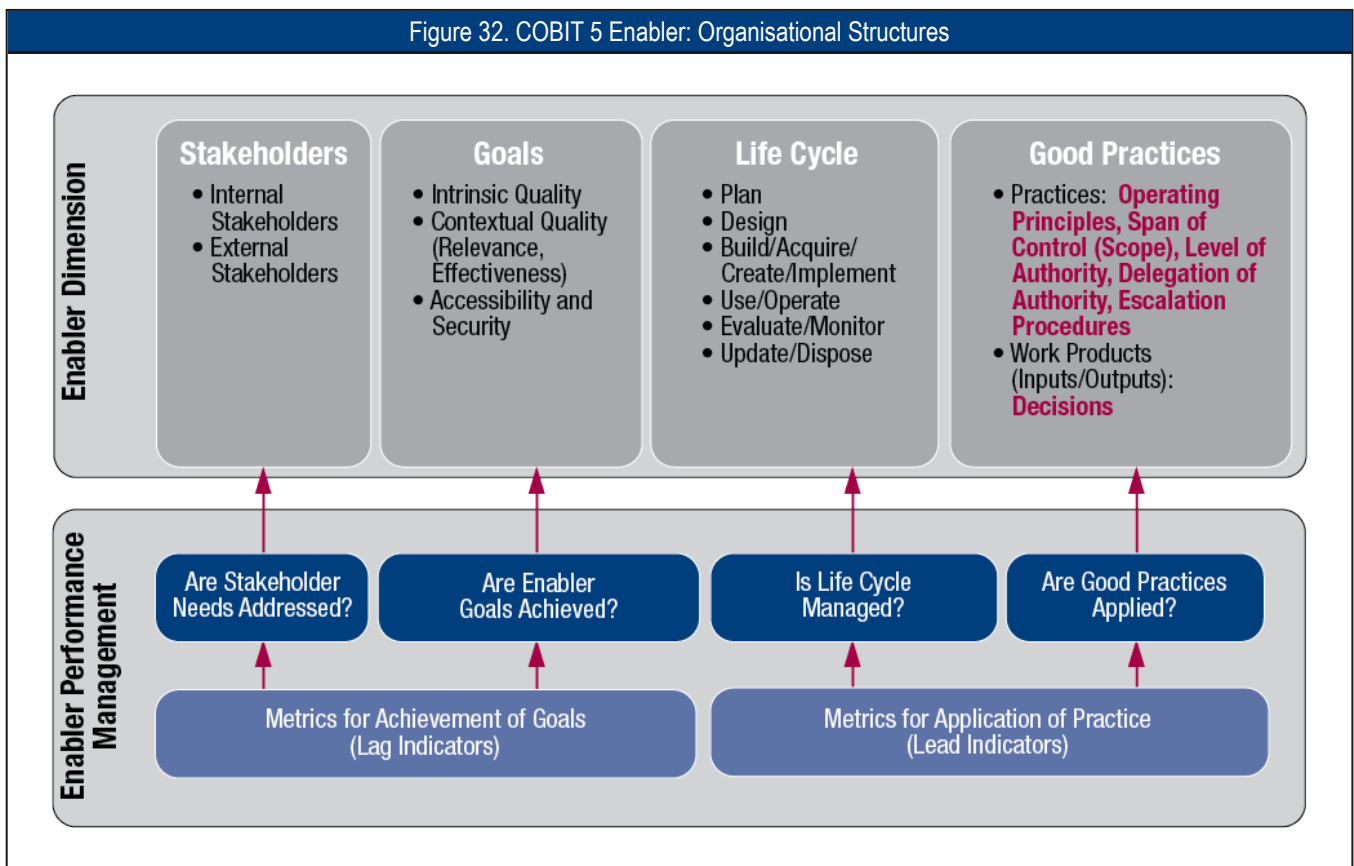 Figure 32. COBIT 5 Enabler: Organisational Structures
Enabler Dimension
Stakeholders
• Internal
Stakeholders
• External
Stakeholders
Goals
• Intrinsic Quality
• Contextual Quality
(Relevance,
Effectiveness)
• Accessibility and
Security
Life Cycle
• Plan
• Design
• Build/Acquire/
Create/Implement
• Use/Operate
• Evaluate/Monitor
• Update/Dispose
Good Practices
• Practices: Operating
Principles, Span of
Control (Scope), Level of
Authority, Delegation of
Authority, Escalation
Procedures
• Work Products
(Inputs/Outputs):
Decisions
Enabler Performance
Management
Are Stakeholder
Needs Addressed?
Are Enabler
Goals Achieved?
Is Life Cycle
Managed?
Are Good Practices
Applied?
Metrics for Achievement of Goals
(Lag Indicators)
Metrics for Application of Practice
(Lead Indicators)